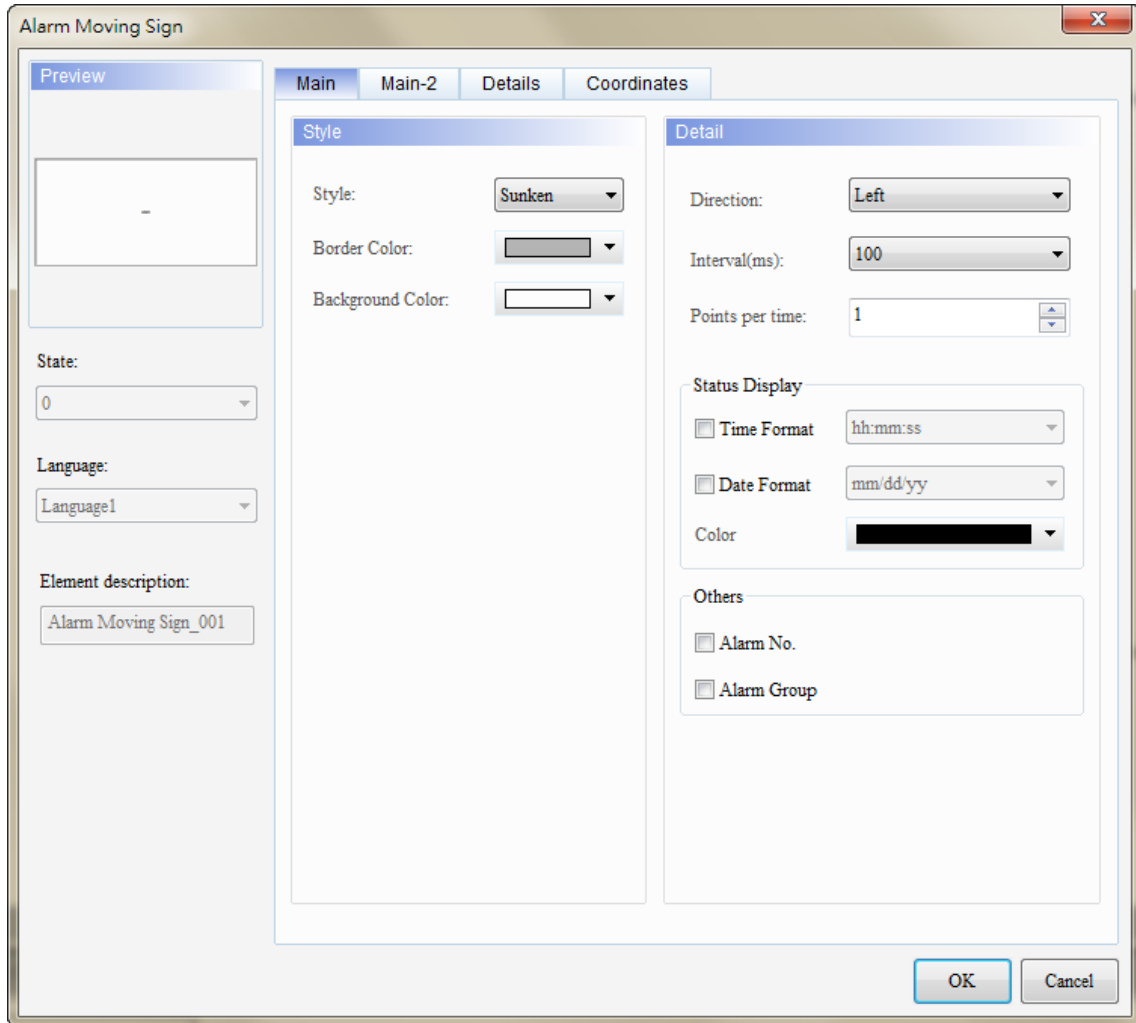 Alarm Moving Sign
Preview
-
State:
0
Language:
Language1
Element description:
Alarm Moving Sign_001
Main
Main-2
Details
Coordinates
Style
Style:
Sunken
Border Color:
Background Color:
Detail
Direction:
Left
Interval(ms):
100
Points per time:
1
Status Display
Time Format
hh:mm:ss
Date Format
mm/dd/yy
Color
Others
Alarm No.
Alarm Group
OK
Cancel